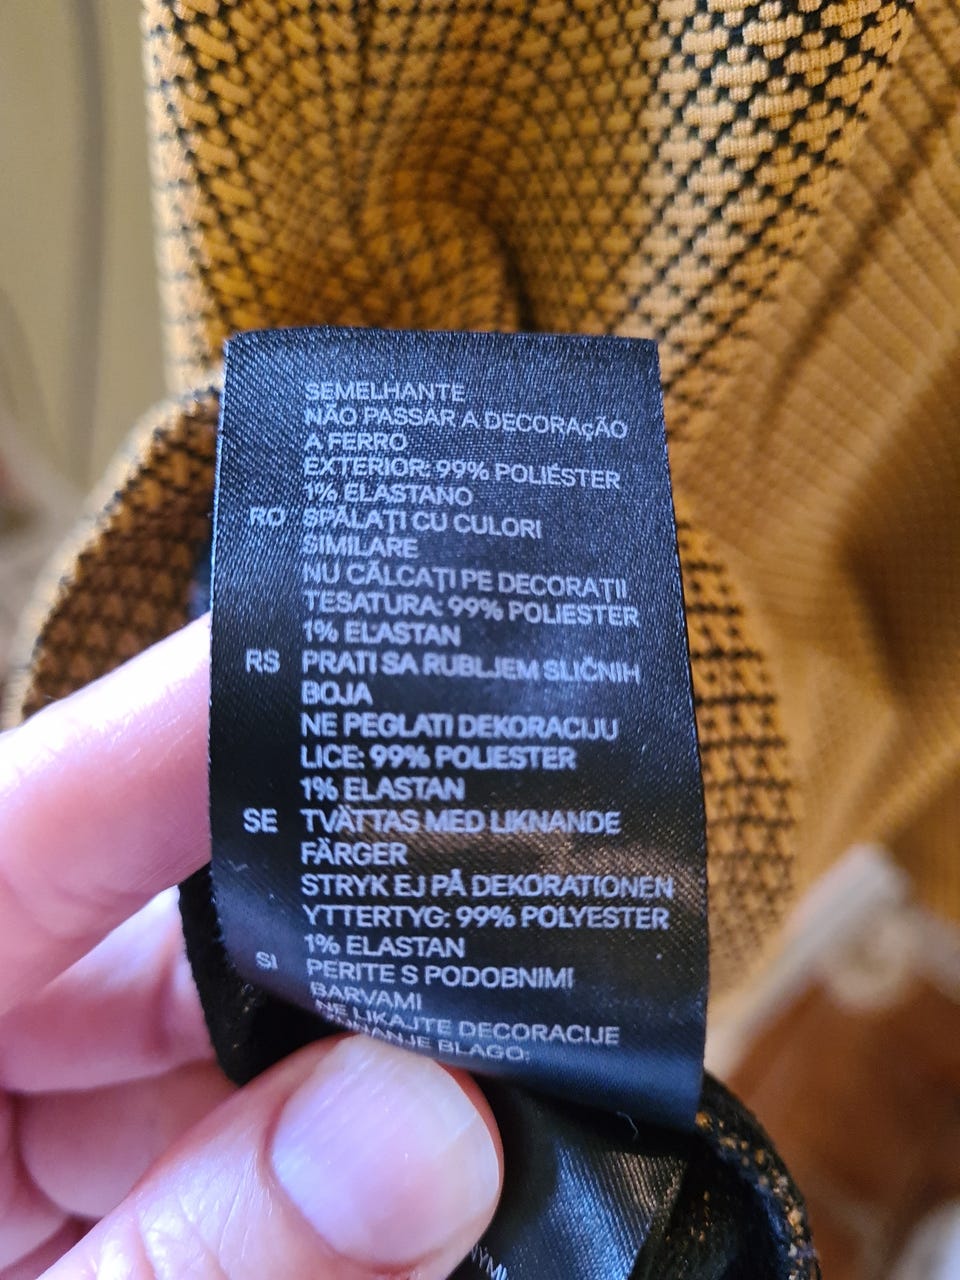 SEMELHANTE
NÃO PASSAR A DECORAçÃO
A FERRO
EXTERIOR: 99% POLIÉSTER
1% ELASTANO
RO SPĂLAȚI CU CULORI
SIMILARE
NU CĂLCAȚI PE DECORAȚII
TESATURA: 99% POLIESTER
1% ELASTAN
RS PRATI SA RUBLJEM SLIČNIH
BOJA
NE PEGLATI DEKORACIJU
LICE: 99% POLIESTER
1% ELASTAN
SE TVÄTTAS MED LIKNANDE
FÄRGER
STRYK EJ PÅ DEKORATIONEN
YTTERTYG: 99% POLYESTER
1% ELASTAN
SI PERITE S PODOBNIMI
BARVAMI
NE LIKAJTE DECORACIJE
BLAGO: